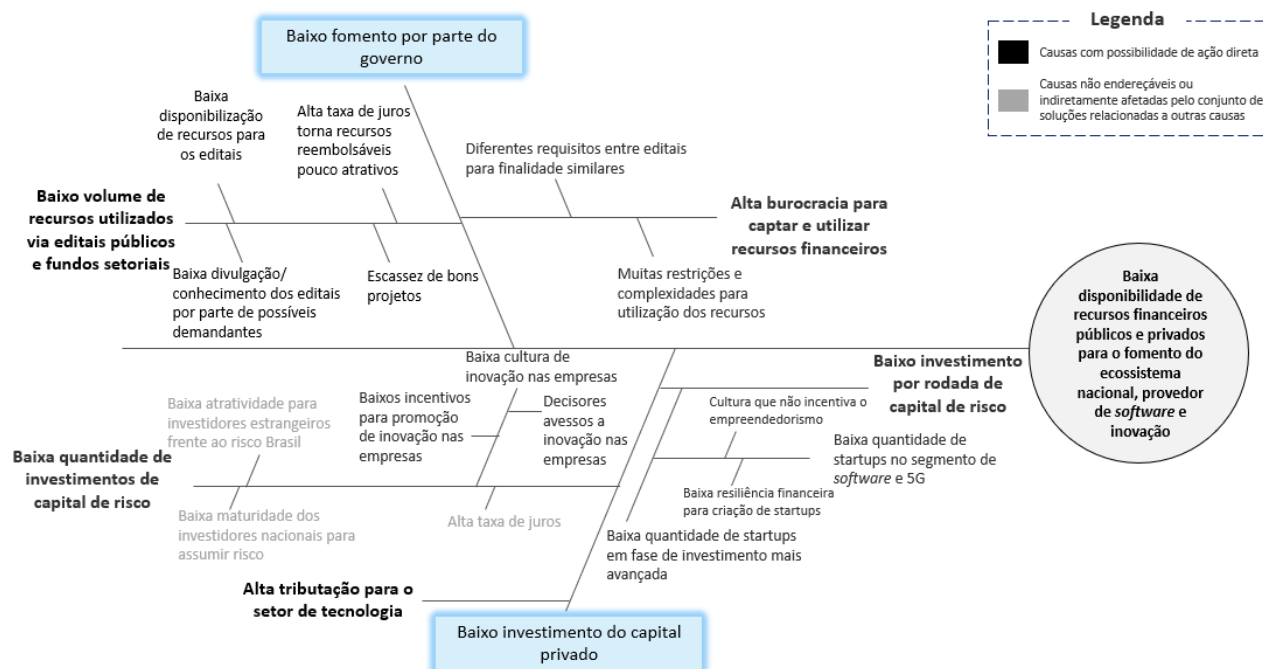 Baixo fomento por parte do
governo
Legenda
Causas com possibilidade de ação direta
Causas não endereçáveis ou
indiretamente afetadas pelo conjunto de
soluções relacionadas a outras causas
Baixa
disponibilização
de recursos para
os editais
Alta taxa de juros
torna recursos
reembolsáveis
pouco atrativos
Diferentes requisitos entre editais
para finalidade similares
Baixo volume de
recursos utilizados
via editais públicos
e fundos setoriais
Alta burocracia para
captar e utilizar
recursos financeiros
Baixa divulgação/
conhecimento dos editais
por parte de possíveis
demandantes
Escassez de bons
projetos
Muitas restrições e
complexidades para
utilização dos recursos
Baixa
disponibilidade de
recursos financeiros
públicos e privados
para o fomento do
ecossistema
nacional, provedor
de software e
inovação
Baixa cultura de
inovação nas empresas
Baixo investimento
por rodada de
capital de risco
Baixa atratividade para
investidores estrangeiros
frente ao risco Brasil
Baixos incentivos
para promoção
de inovação nas
empresas
Decisores
avessos a
inovação nas
empresas
Cultura que não incentiva o
empreendedorismo
Baixa quantidade de
startups no segmento de
software e 5G
Baixa quantidade de
investimentos de
capital de risco
Baixa maturidade dos
investidores nacionais para
assumir risco
Alta taxa de juros
Baixa resiliência financeira
para criação de startups
Baixa quantidade de startups
em fase de investimento mais
avançada
Alta tributação para o
setor de tecnologia
Baixo investimento do capital
privado